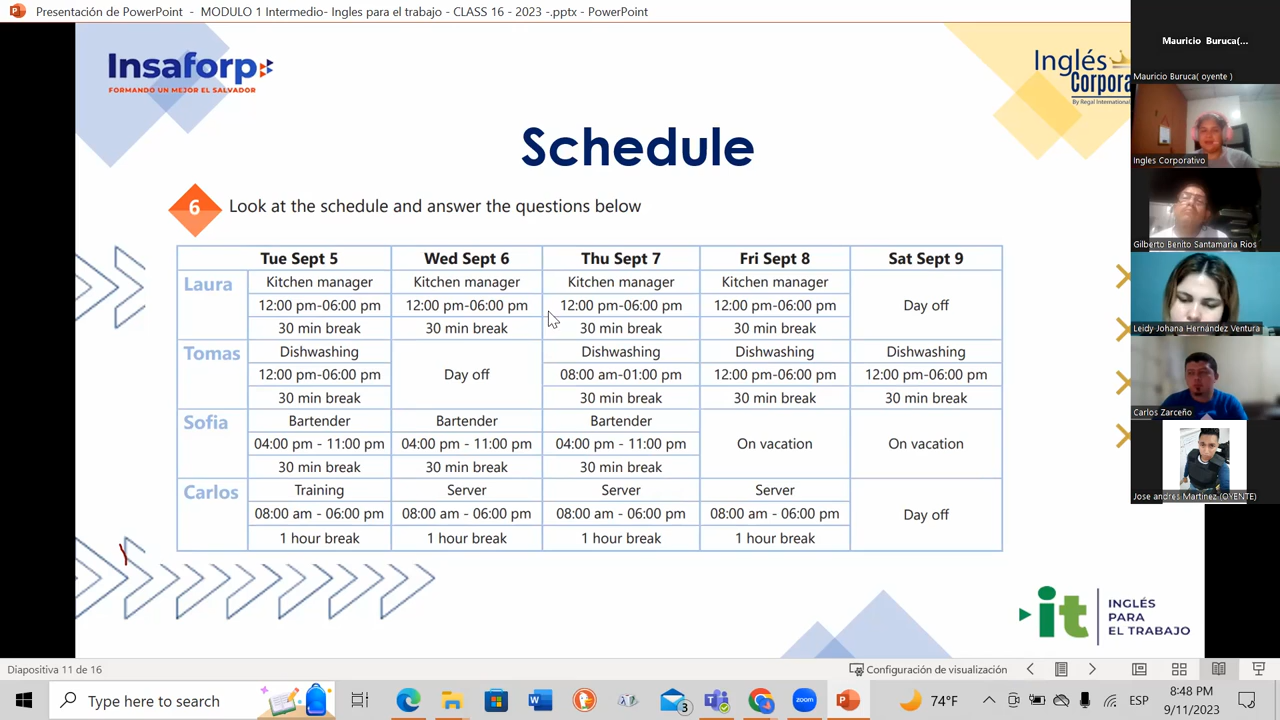 Presentación de PowerPoint - MODULO 1 Intermedio- Ingles para el trabajo - CLASS 16 - 2023 -.pptx - PowerPoint
Insaforp
FORMANDO UN MEJOR EL SALVADOR
Inglés
Corpora
By Regal Internationa
Schedule
6 Look at the schedule and answer the questions below
Tue Sept 5 Wed Sept 6 Thu Sept 7 Fri Sept 8 Sat Sept 9
Laura Kitchen manager Kitchen manager Kitchen manager Kitchen manager
12:00 pm-06:00 pm 12:00 pm-06:00 pm 12:00 pm-06:00 pm 12:00 pm-06:00 pm Day off
30 min break 30 min break 30 min break 30 min break
Tomas Dishwashing Dishwashing Dishwashing Dishwashing
12:00 pm-06:00 pm Day off 08:00 am-01:00 pm 12:00 pm-06:00 pm 12:00 pm-06:00 pm
30 min break 30 min break 30 min break 30 min break
Sofia Bartender Bartender Bartender
04:00 pm - 11:00 pm 04:00 pm - 11:00 pm 04:00 pm - 11:00 pm On vacation On vacation
30 min break 30 min break 30 min break
Carlos Training Server Server Server
08:00 am - 06:00 pm 08:00 am - 06:00 pm 08:00 am - 06:00 pm 08:00 am - 06:00 pm Day off
1 hour break 1 hour break 1 hour break 1 hour break
it INGLÉS
PARA
EL TRABAJO
Mauricio Buruca(...
Mauricio Buruca( oyente )
Ingles Corporativo
Gilberto Benito Santamaria Rios
Leidy Johana Hernández Ventura
Carlos Zarceño
Jose andres Martinez (OYENTE)
Diapositiva 11 de 16
Configuración de visualización
Type here to search
3
zoom
74°F
ESP
8:48 PM
9/11/2023